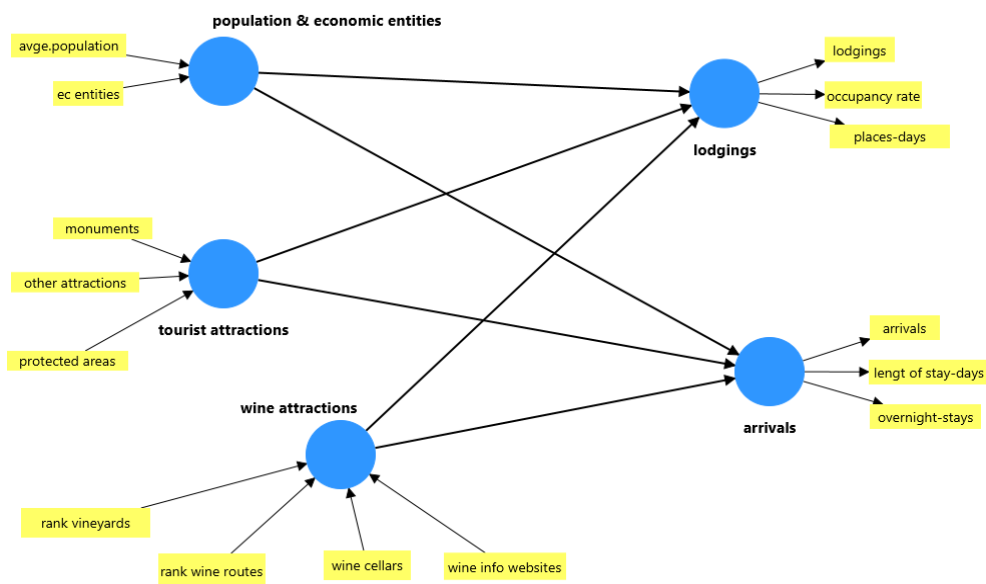 population & economic entities
avge.population
ec entities
lodgings
occupancy rate
places-days
lodgings
monuments
other attractions
protected areas
tourist attractions
arrivals
lengt of stay-days
overnight-stays
arrivals
wine attractions
rank vineyards
rank wine routes
wine cellars
wine info websites